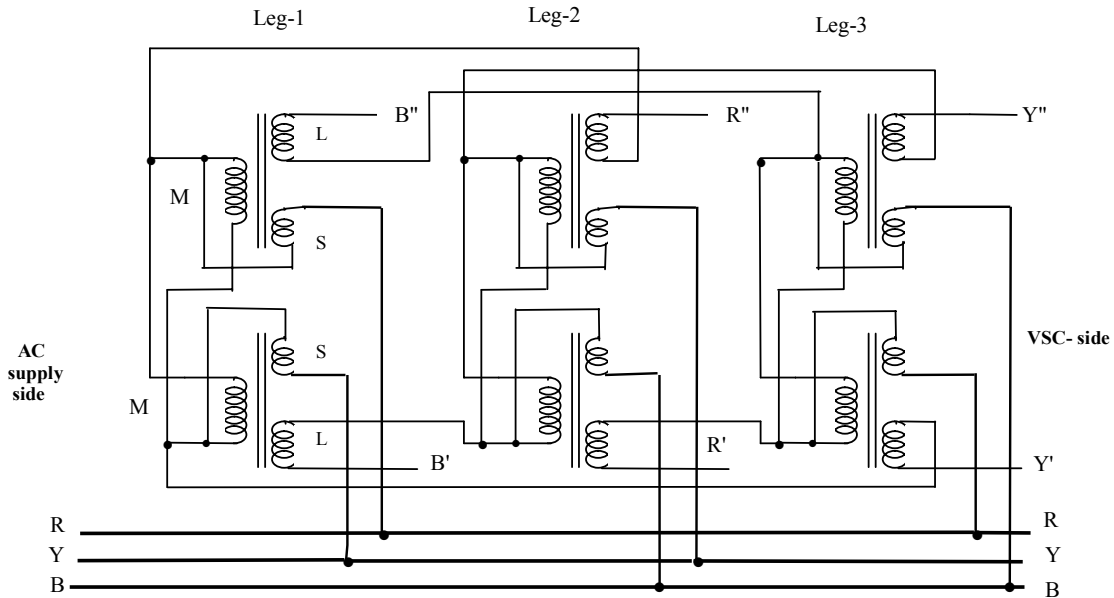 Leg-1
Leg-2
Leg-3
B"
R"
Y"
L
M
S
AC
supply
side
S
VSC- side
M
L
B'
R'
Y'
R
R
Y
Y
B
B